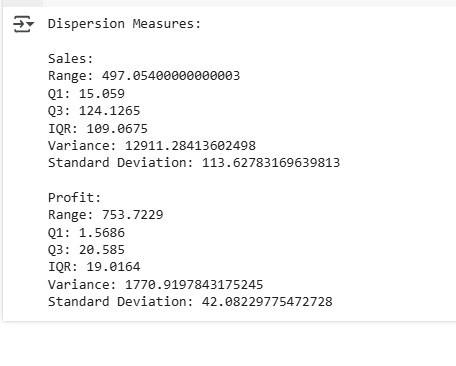 Dispersion Measures:
Sales:
Range: 497.05400000000003
Q1: 15.059
Q3: 124.1265
IQR: 109.0675
Variance: 12911.28413602498
Standard Deviation: 113.62783169639813
Profit:
Range: 753.7229
Q1: 1.5686
Q3: 20.585
IQR: 19.0164
Variance: 1770.9197843175245
Standard Deviation: 42.08229775472728